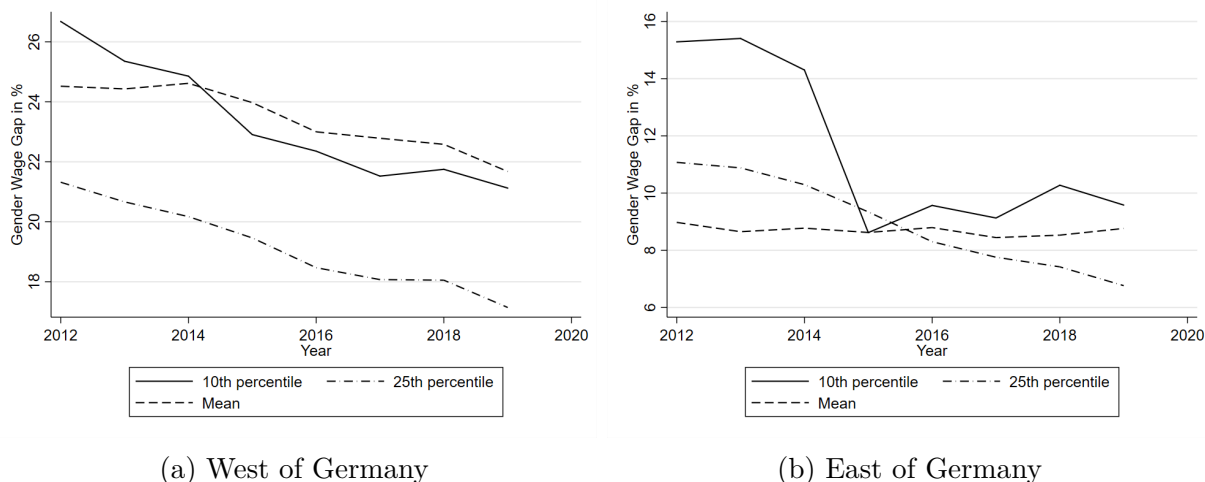 Gender Wage Gap in %
26
24
22
20
18
2012 2014 2016 2018 2020
Year
10th percentile 25th percentile
Mean
(a) West of Germany
Gender Wage Gap in %
16
14
12
10
8
6
2012 2014 2016 2018 2020
Year
10th percentile 25th percentile
Mean
(b) East of Germany